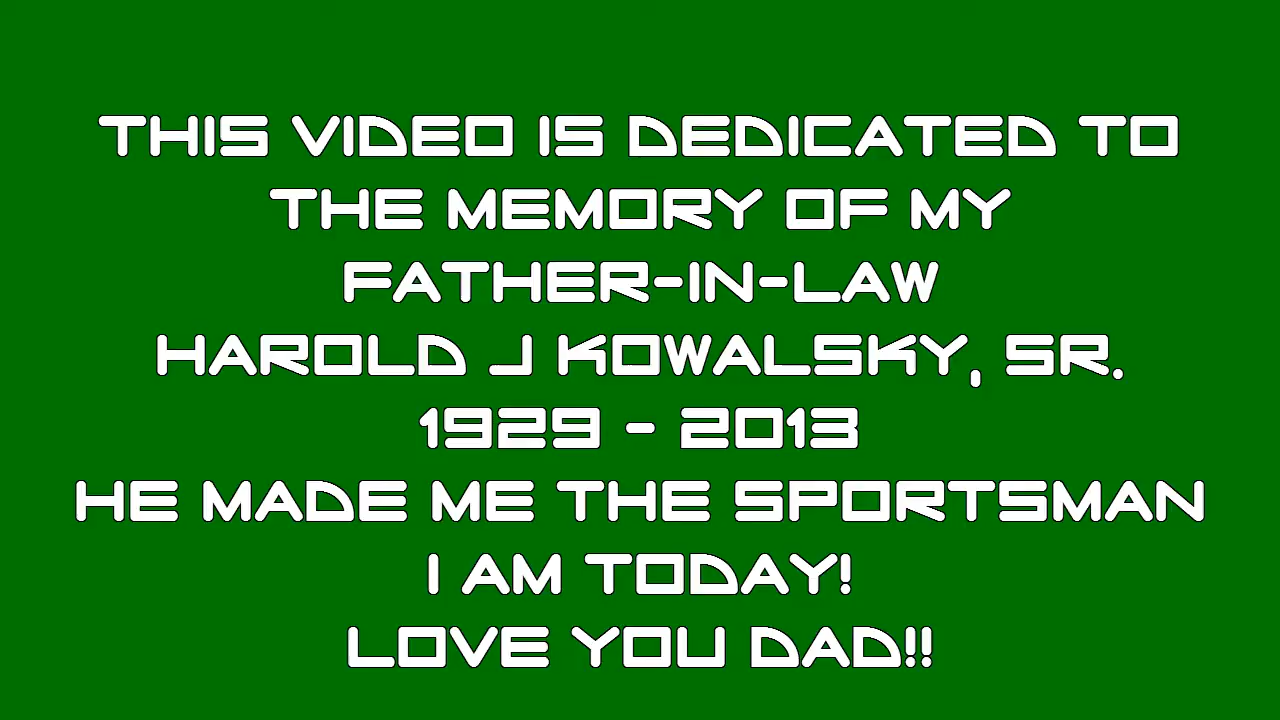 THIS VIDEO IS DEDICATED TO
THE MEMORY OF MY
FATHER-IN-LAW
HAROLD J KOWALSKY, SR.
1929 - 2013
HE MADE ME THE SPORTSMAN
I AM TODAY!
LOVE YOU DAD!!